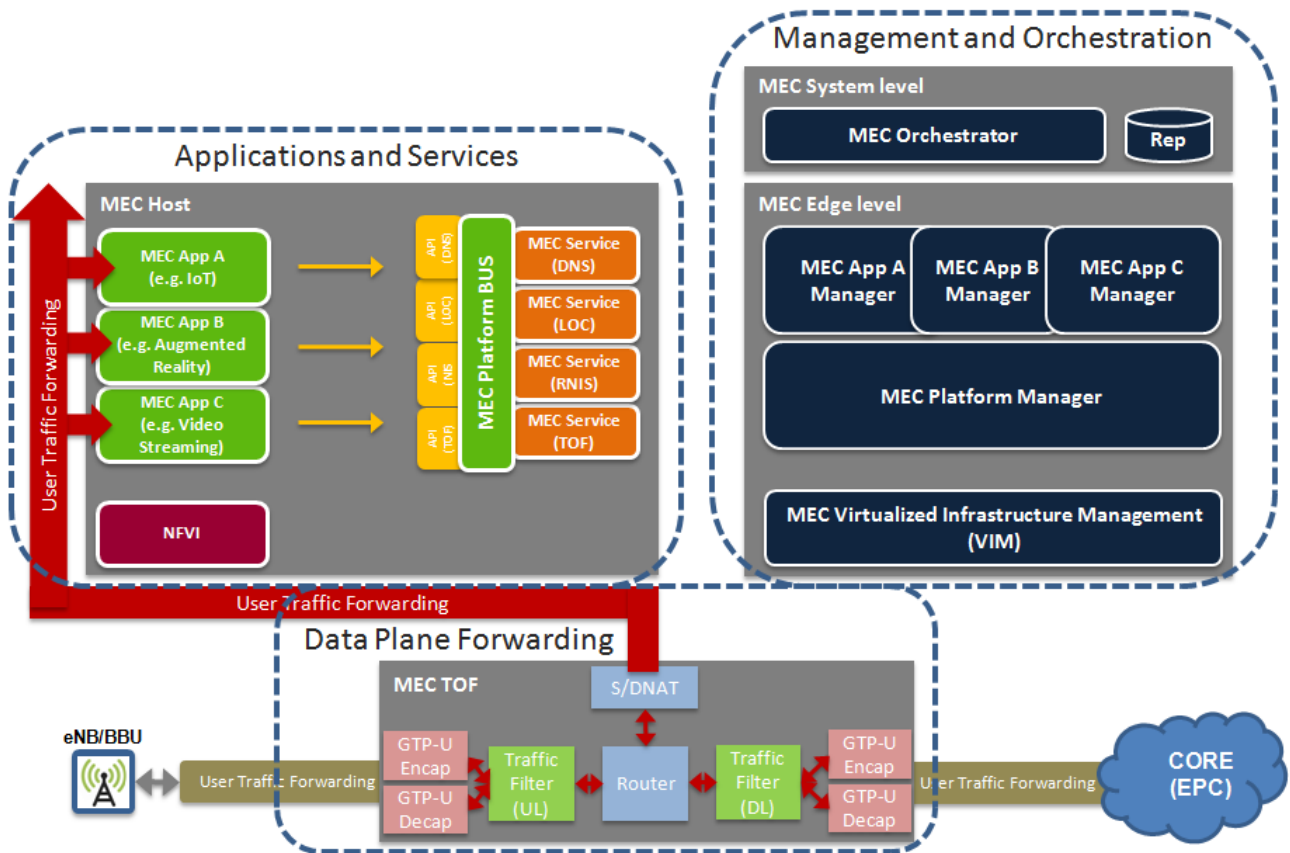 Management and Orchestration
MEC System level
MEC Orchestrator
Rep
MEC Edge level
MEC App A
Manager
MEC App B
Manager
MEC App C
Manager
MEC Platform Manager
MEC Virtualized Infrastructure Management
(VIM)
Applications and Services
MEC Host
MEC App A
(e.g. IoT)
MEC App B
(e.g. Augmented
Reality)
MEC App C
(e.g. Video
Streaming)
NFVI
API
(DNS)
API
(LOC)
API
(NIS
API
(TOF)
MEC Platform BUS
MEC Service
(DNS)
MEC Service
(LOC)
MEC Service
(RNIS)
MEC Service
(TOF)
User Traffic Forwarding
User Traffic Forwarding
Data Plane Forwarding
MEC TOF
S/DNAT
eNB/BBU
User Traffic Forwarding
GTP-U
Encap
GTP-U
Decap
Traffic
Filter
(UL)
Router
Traffic
Filter
(DL)
GTP-U
Encap
GTP-U
Decap
User Traffic Forwarding
CORE
(EPC)